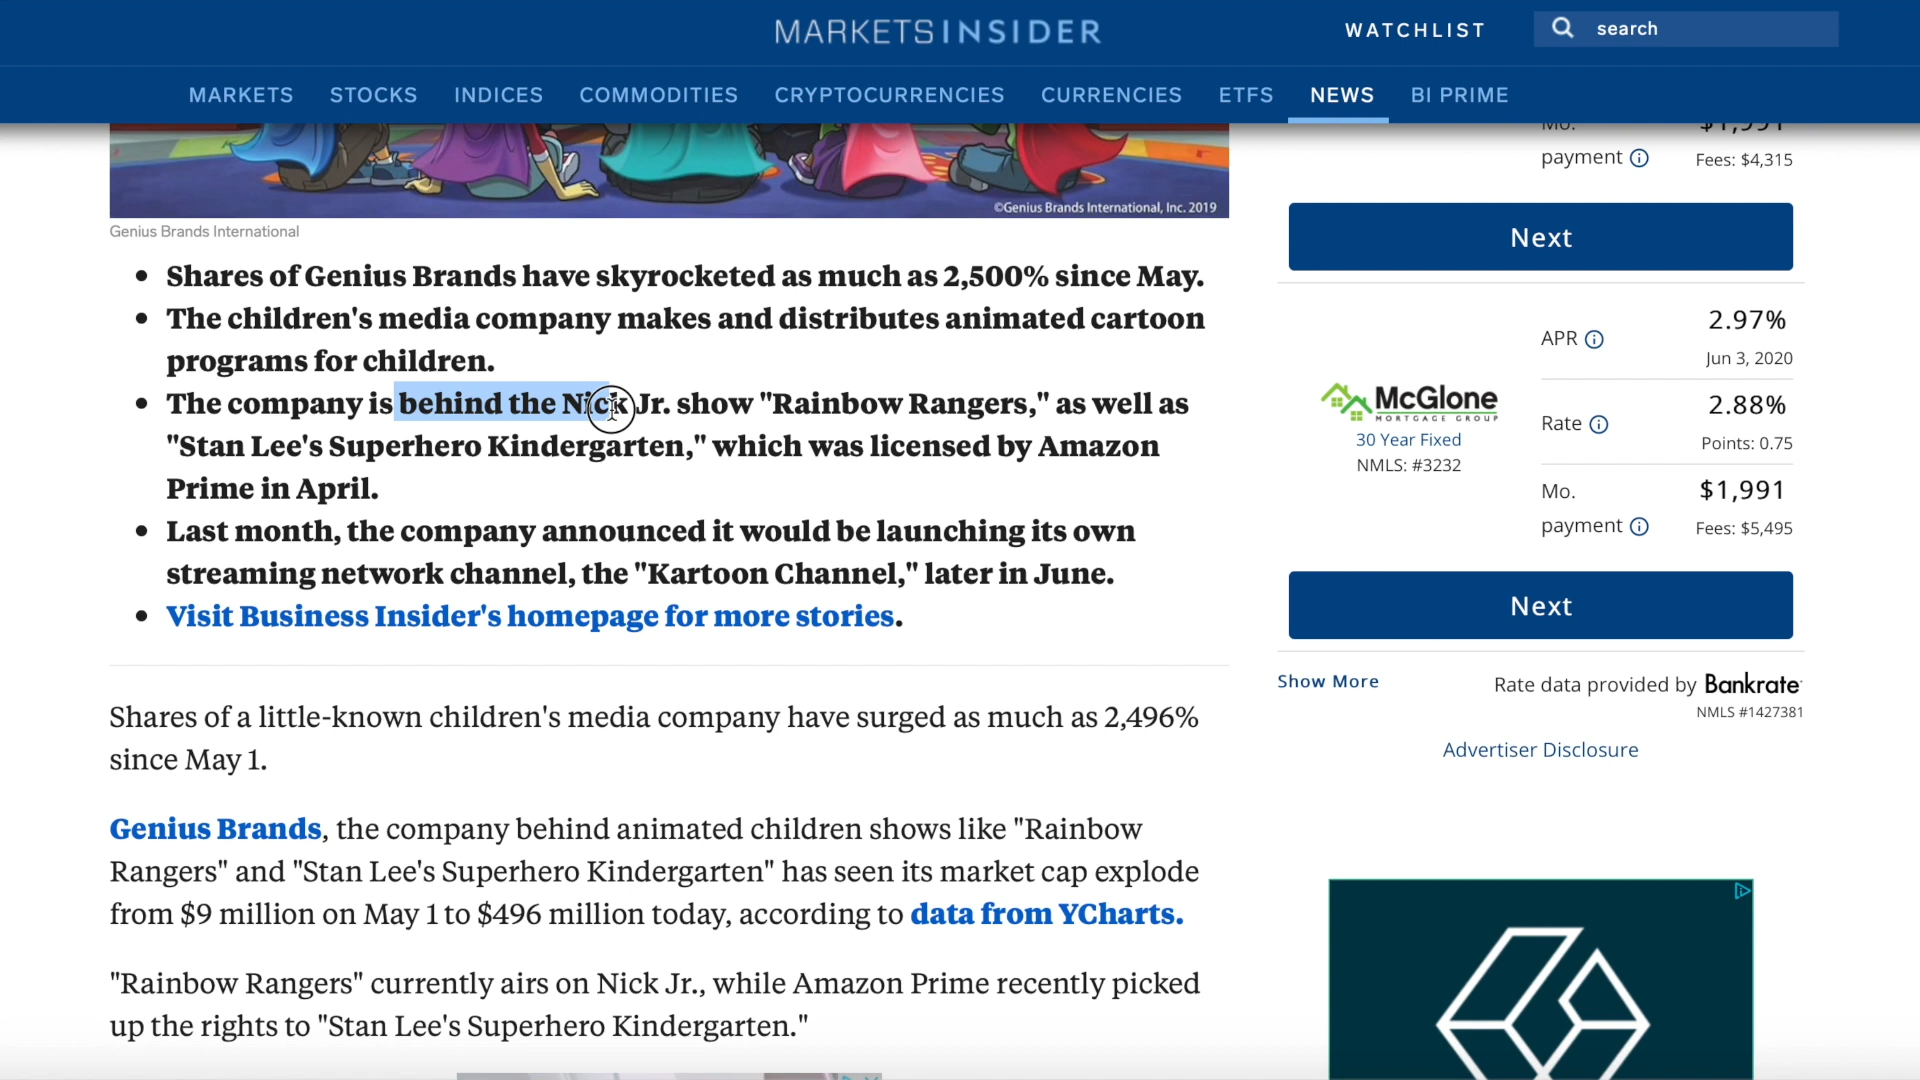 MARKETS INSIDER
WATCHLIST
search
MARKETS STOCKS INDICES COMMODITIES CRYPTOCURRENCIES CURRENCIES ETFS NEWS BI PRIME
©Genius Brands International, Inc. 2019
Genius Brands International
• Shares of Genius Brands have skyrocketed as much as 2,500% since May.
• The children's media company makes and distributes animated cartoon
programs for children.
• The company is behind the Nick Jr. show "Rainbow Rangers," as well as
"Stan Lee's Superhero Kindergarten," which was licensed by Amazon
Prime in April.
• Last month, the company announced it would be launching its own
streaming network channel, the "Kartoon Channel," later in June.
• Visit Business Insider's homepage for more stories.
Shares of a little-known children's media company have surged as much as 2,496%
since May 1.
Genius Brands, the company behind animated children shows like "Rainbow
Rangers" and "Stan Lee's Superhero Kindergarten" has seen its market cap explode
from $9 million on May 1 to $496 million today, according to data from YCharts.
"Rainbow Rangers" currently airs on Nick Jr., while Amazon Prime recently picked
up the rights to "Stan Lee's Superhero Kindergarten."
Mo. $1,991
payment Fees: $4,315
Next
McGlone
MORTGAGE GROUP
30 Year Fixed
NMLS: #3232
APR 2.97%
Jun 3, 2020
Rate 2.88%
Points: 0.75
Mo. $1,991
payment Fees: $5,495
Next
Show More
Rate data provided by Bankrate
NMLS #1427381
Advertiser Disclosure